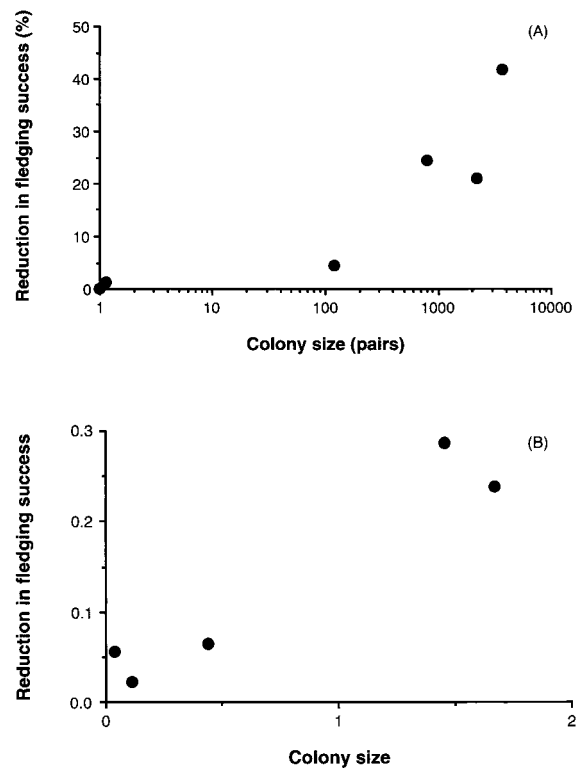 (A)
Reduction in fledging success (%)
50
40
30
20
10
0
1 10 100 1000 10000
Colony size (pairs)
(B)
Reduction in fledging success
0.3
0.2
0.1
0.0
0 1 2
Colony size